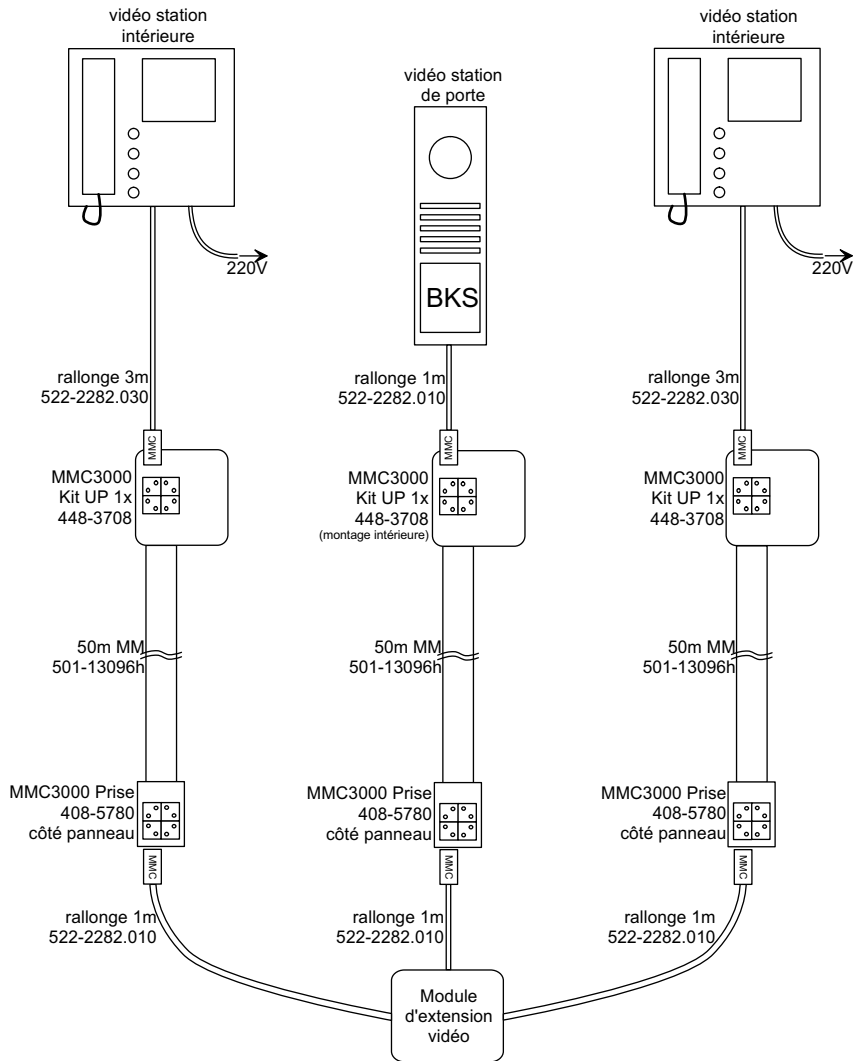 vidéo station
intérieure
vidéo station
de porte
vidéo station
intérieure
220V
BKS
220V
rallonge 3m
522-2282.030
rallonge 1m
522-2282.010
rallonge 3m
522-2282.030
MMC
MMC
MMC
MMC3000
Kit UP 1x
448-3708
MMC3000
Kit UP 1x
448-3708
(montage intérieure)
MMC3000
Kit UP 1x
448-3708
50m MM
501-13096h
50m MM
501-13096h
50m MM
501-13096h
MMC3000 Prise
408-5780
côté panneau
MMC3000 Prise
408-5780
côté panneau
MMC3000 Prise
408-5780
côté panneau
MMC
MMC
MMC
rallonge 1m
522-2282.010
rallonge 1m
522-2282.010
rallonge 1m
522-2282.010
Module
d'extension
vidéo